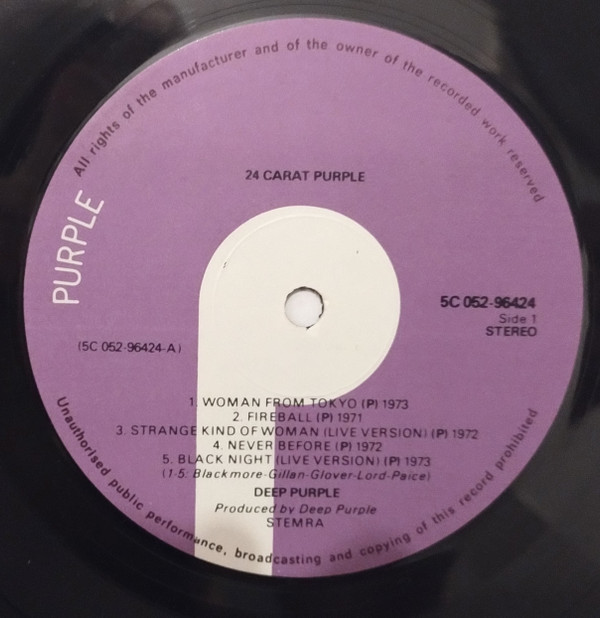 All rights of the manufacturer and of the owner of the recorded work reserved
PURPLE
24 CARAT PURPLE
5C 052-96424
Side 1
STEREO
(5C 052-96424-A)
1. WOMAN FROM TOKYO (P) 1973
2. FIREBALL (P) 1971
3. STRANGE KIND OF WOMAN (LIVE VERSION) (P) 1972
4. NEVER BEFORE (P) 1972
5. BLACK NIGHT (LIVE VERSION) (P) 1973
(1-5: Blackmore-Gillan-Glover-Lord-Paice)
DEEP PURPLE
Produced by Deep Purple
STEMRA
Unauthorised public performance, broadcasting and copying of this record prohibited